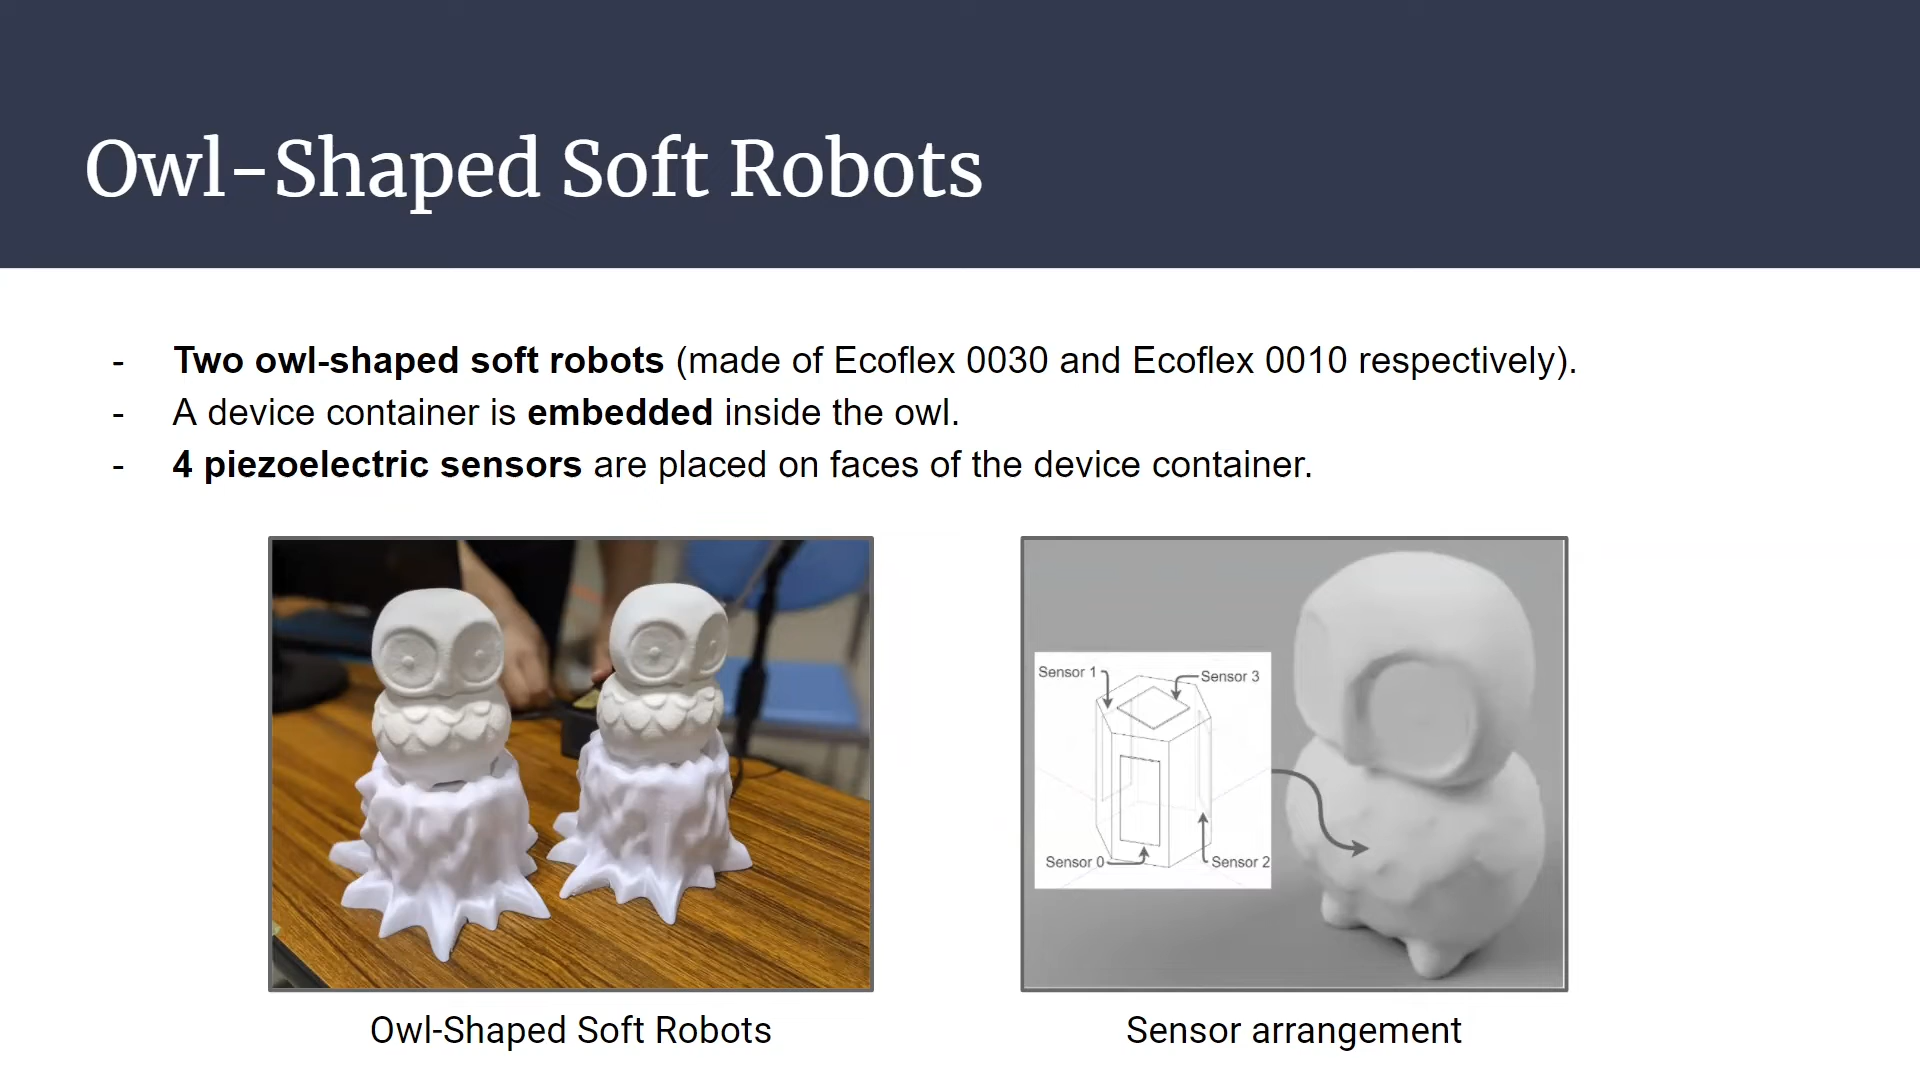 Owl-Shaped Soft Robots
- Two owl-shaped soft robots (made of Ecoflex 0030 and Ecoflex 0010 respectively).
- A device container is embedded inside the owl.
- 4 piezoelectric sensors are placed on faces of the device container.
Sensor 1
Sensor 3
Sensor 0
Sensor 2
Owl-Shaped Soft Robots
Sensor arrangement